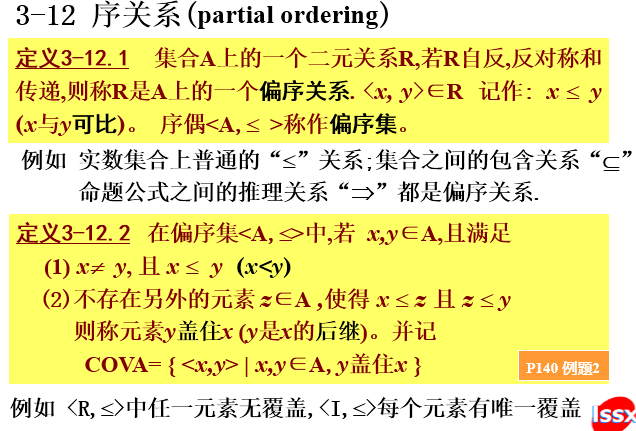 3-12 序关系(partial ordering)
定义3-12.1 集合A上的一个二元关系R,若R自反,反对称和
传递,则称R是A上的一个偏序关系. <x, y>∈R 记作: x ≤ y
(x与y可比)。 序偶<A, ≤ >称作偏序集。
例如 实数集合上普通的“≤”关系;集合之间的包含关系“⊆”
命题公式之间的推理关系“⇒”都是偏序关系.
定义3-12.2 在偏序集<A,≤>中,若 x,y∈A,且满足
(1) x≠ y, 且 x ≤ y (x<y)
(2)不存在另外的元素 z∈A ,使得 x ≤ z 且 z ≤ y
则称元素y盖住x (y是x的后继)。并记
COVA= { <x,y> | x,y∈A, y盖住x }
P140 例题2
例如 <R,≤>中任一元素无覆盖,<I,≤>每个元素有唯一覆盖
ssx